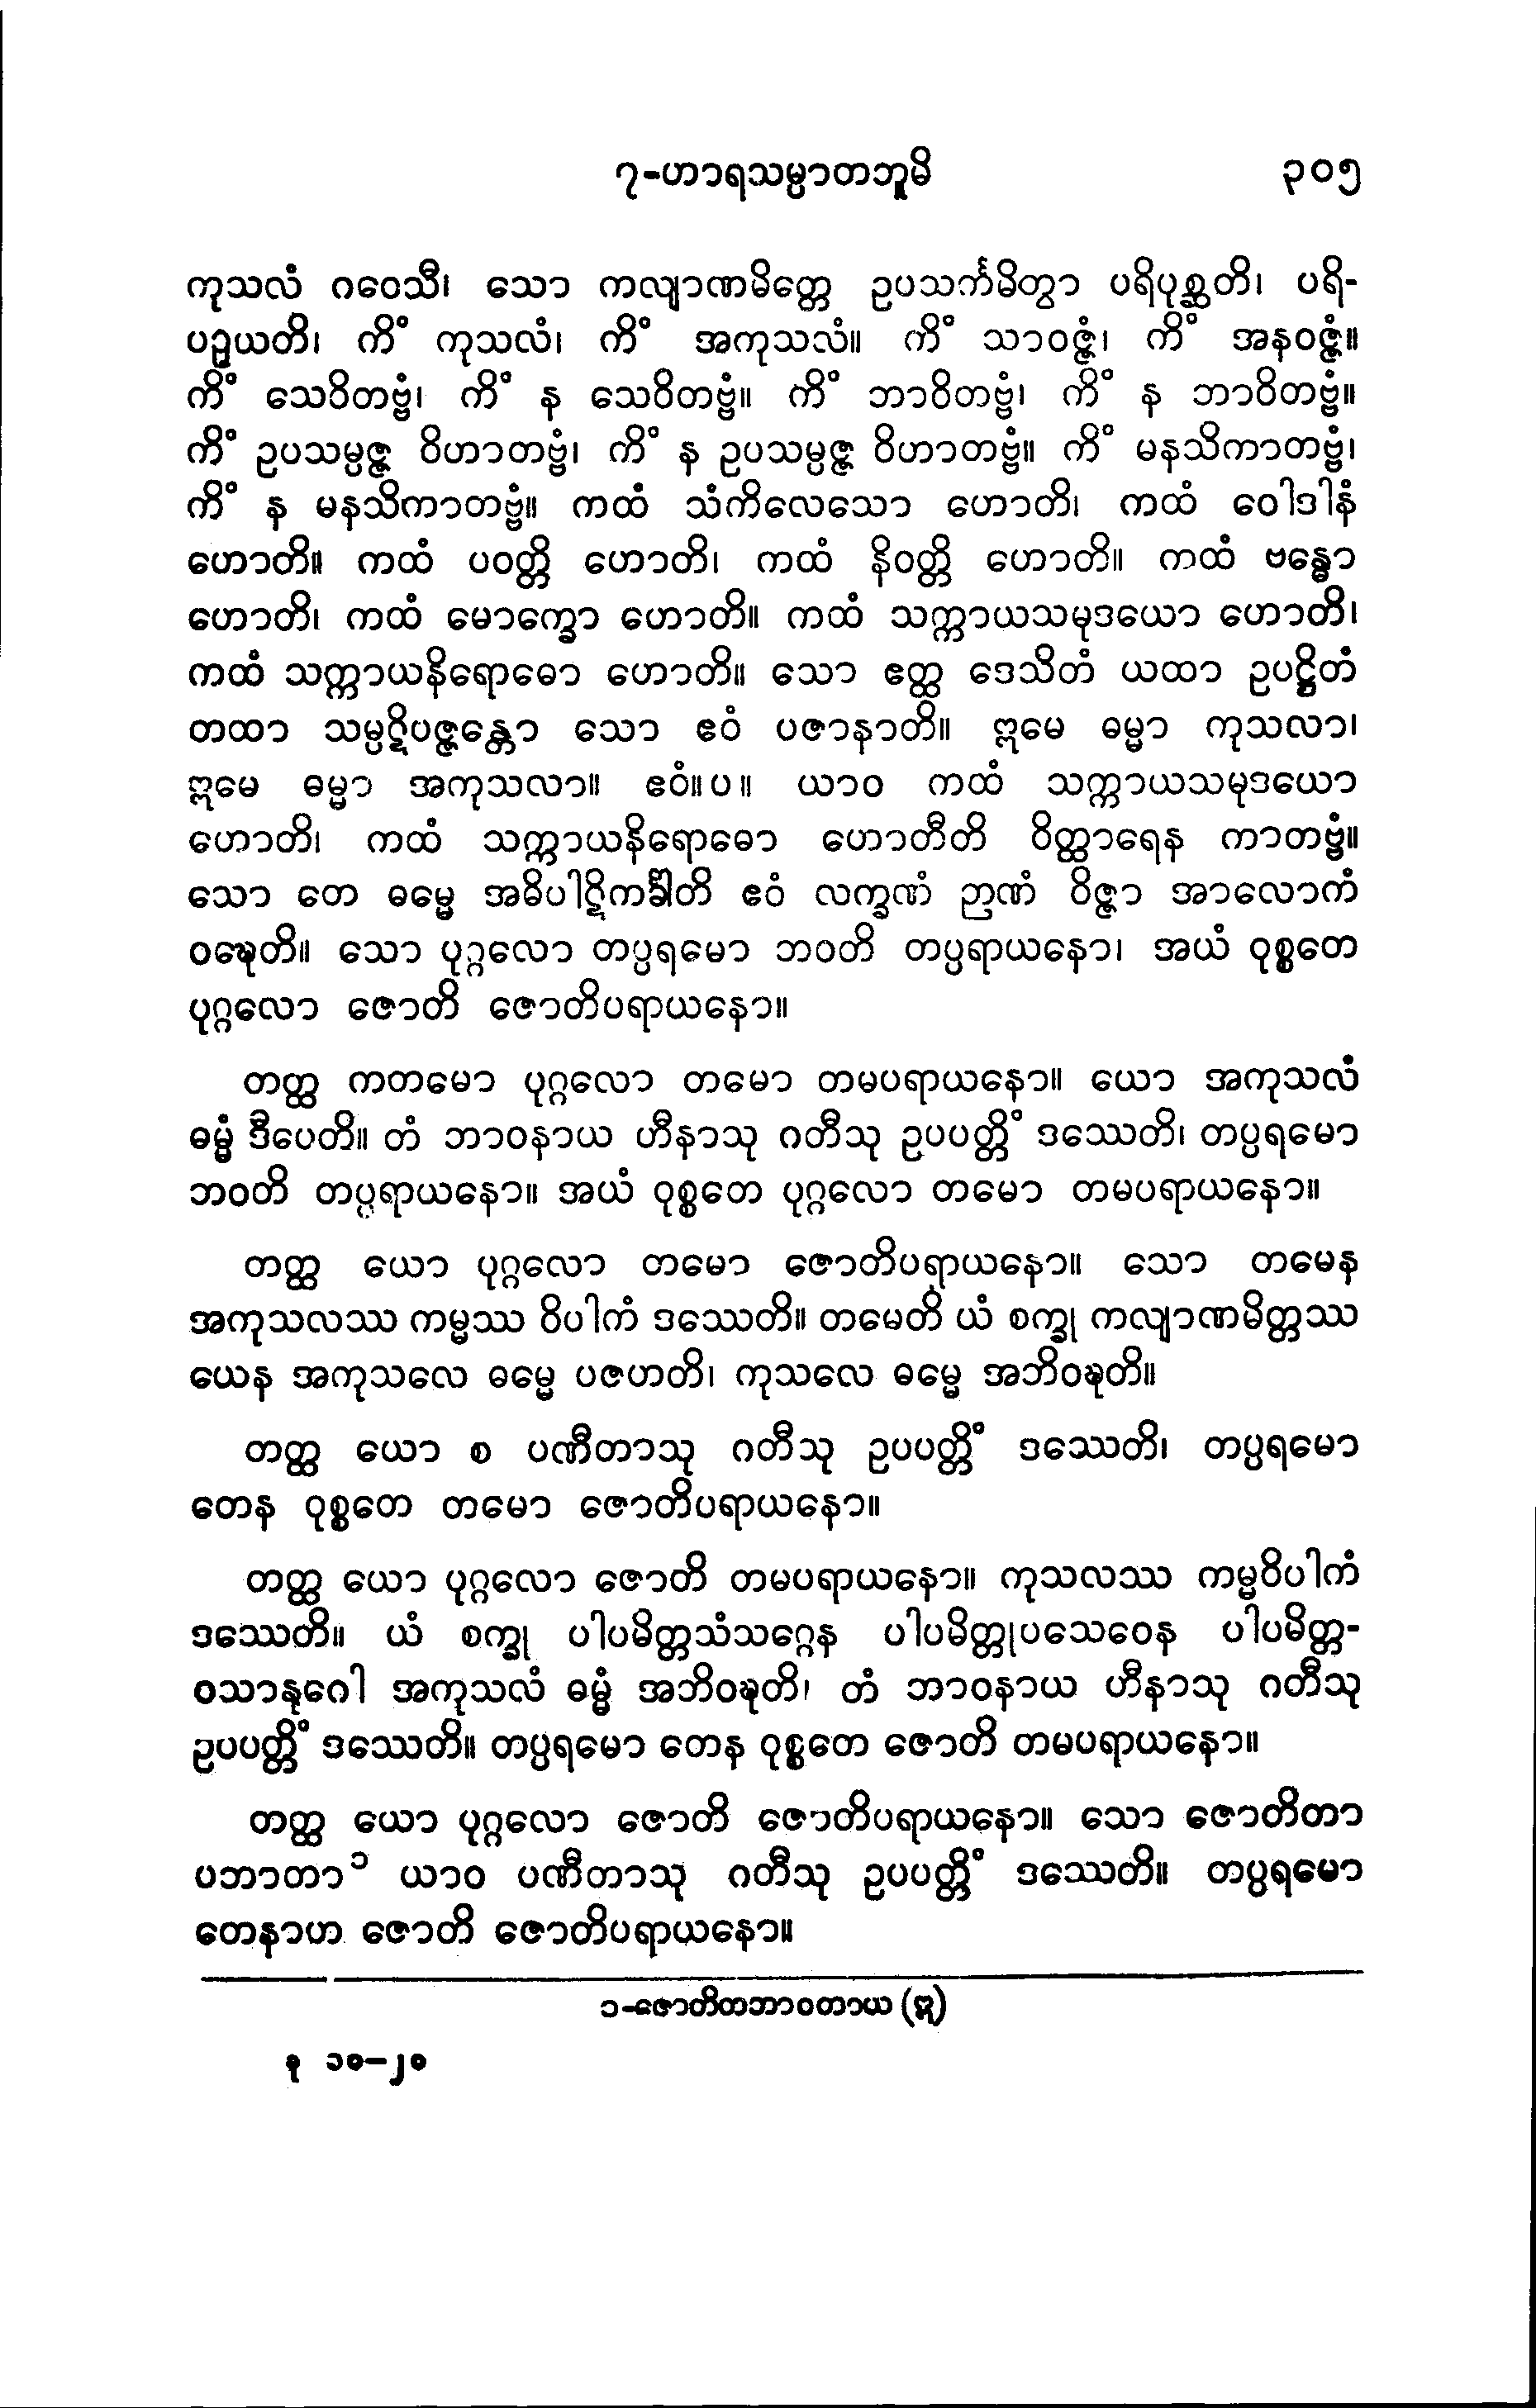 ၇-ဟာရသမ္ပာတဘူမိ ၃၀၅
ကုသလံ ဂဝေသီ၊ သော ကလျာဏမိတ္တေ ဥပသင်္ကမိတွာ ပရိပုစ္ဆတိ၊ ပရိ-
ပဉှယတိ၊ ကိံ ကုသလံ၊ ကိံ အကုသလံ။ ကိံ သာဝဇ္ဇံ၊ ကိံ အနဝဇ္ဇံ။
ကိံ သေဝိတဗ္ဗံ၊ ကိံ န သေဝိတဗ္ဗံ။ ကိံ ဘာဝိတဗ္ဗံ၊ ကိံ န ဘာဝိတဗ္ဗံ။
ကိံ ဥပသမ္ပဇ္ဇ ဝိဟာတဗ္ဗံ၊ ကိံ န ဥပသမ္ပဇ္ဇ ဝိဟာတဗ္ဗံ။ ကိံ မနသိကာတဗ္ဗံ၊
ကိံ န မနသိကာတဗ္ဗံ။ ကထံ သံကိလေသော ဟောတိ၊ ကထံ ဝေါဒါနံ
ဟောတိ။ ကထံ ပဝတ္တိ ဟောတိ၊ ကထံ နိဝတ္တိ ဟောတိ။ ကထံ ဗန္ဓော
ဟောတိ၊ ကထံ မောက္ခော ဟောတိ။ ကထံ သက္ကာယသမုဒယော ဟောတိ၊
ကထံ သက္ကာယနိရောဓော ဟောတိ။ သော ဧတ္ထ ဒေသိတံ ယထာ ဥပဋ္ဌိတံ
တထာ သမ္ပဋိပဇ္ဇန္တော သော ဧဝံ ပဇာနာတိ။ ဣမေ ဓမ္မာ ကုသလာ၊
ဣမေ ဓမ္မာ အကုသလာ။ ဧဝံ။ပ။ ယာဝ ကထံ သက္ကာယသမုဒယော
ဟောတိ၊ ကထံ သက္ကာယနိရောဓော ဟောတီတိ ဝိတ္ထာရေန ကာတဗ္ဗံ။
သော တေ ဓမ္မေ အဓိပါဋိကင်္ခါတိ ဧဝံ လက္ခဏံ ဉာဏံ ဝိဇ္ဇာ အာလောကံ
ဝဍ္ဎေတိ။ သော ပုဂ္ဂလော တပ္ပရမော ဘဝတိ တပ္ပရာယနော၊ အယံ ဝုစ္စတေ
ပုဂ္ဂလော ဇောတိ ဇောတိပရာယနော။
တတ္ထ ကတမော ပုဂ္ဂလော တမော တမပရာယနော။ ယော အကုသလံ
ဓမ္မံ ဒီပေတိ။ တံ ဘာဝနာယ ဟီနာသု ဂတီသု ဥပပတ္တိံ ဒဿေတိ၊ တပ္ပရမော
ဘဝတိ တပ္ပရာယနော။ အယံ ဝုစ္စတေ ပုဂ္ဂလော တမော တမပရာယနော။
တတ္ထ ယော ပုဂ္ဂလော တမော ဇောတိပရာယနော။ သော တမေန
အကုသလဿ ကမ္မဿ ဝိပါကံ ဒဿေတိ။ တမေတိ ယံ စက္ခု ကလျာဏမိတ္တဿ
ယေန အကုသလေ ဓမ္မေ ပဇဟတိ၊ ကုသလေ ဓမ္မေ အဘိဝဍ္ဎတိ။
တတ္ထ ယော စ ပဏီတာသု ဂတီသု ဥပပတ္တိံ ဒဿေတိ၊ တပ္ပရမော
တေန ဝုစ္စတေ တမော ဇောတိပရာယနော။
တတ္ထ ယော ပုဂ္ဂလော ဇောတိ တမပရာယနော။ ကုသလဿ ကမ္မဝိပါကံ
ဒဿေတိ။ ယံ စက္ခု ပါပမိတ္တသံသဂ္ဂေန ပါပမိတ္တုပသေဝေန ပါပမိတ္တ-
ဝသာနုဂေါ အကုသလံ ဓမ္မံ အဘိဝဍ္ဎတိ၊ တံ ဘာဝနာယ ဟီနာသု ဂတီသု
ဥပပတ္တိံ ဒဿေတိ။ တပ္ပရမော တေန ဝုစ္စတေ ဇောတိ တမပရာယနော။
တတ္ထ ယော ပုဂ္ဂလော ဇောတိ ဇောတိပရာယနော။ သော ဇောတိတာ
ပဘာတာ ၁ ယာဝ ပဏီတာသု ဂတီသု ဥပပတ္တိံ ဒဿေတိ။ တပ္ပရမော
တေနာဟ ဇောတိ ဇောတိပရာယနော။
၁-ဇောတိတဘာဝတာယ (ဣ)
ခု ၁၀-၂၀